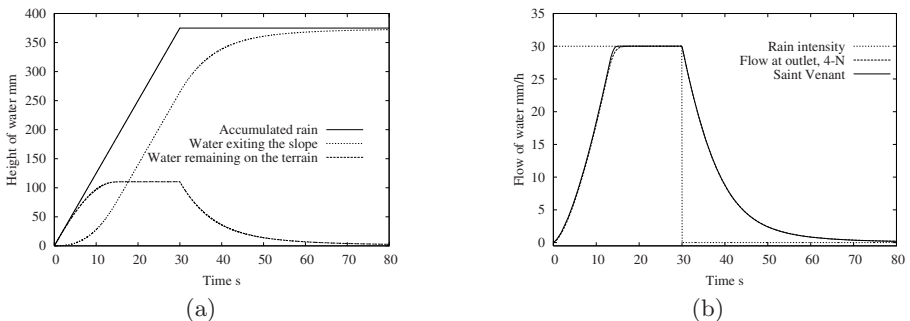 400
350
300
250
200
150
100
50
0
0 10 20 30 40 50 60 70 80
Height of water mm
Time s
Accumulated rain
Water exiting the slope
Water remaining on the terrain
(a)
35
30
25
20
15
10
5
0
0 10 20 30 40 50 60 70 80
Flow of water mm/h
Time s
Rain intensity
Flow at outlet, 4-N
Saint Venant
(b)